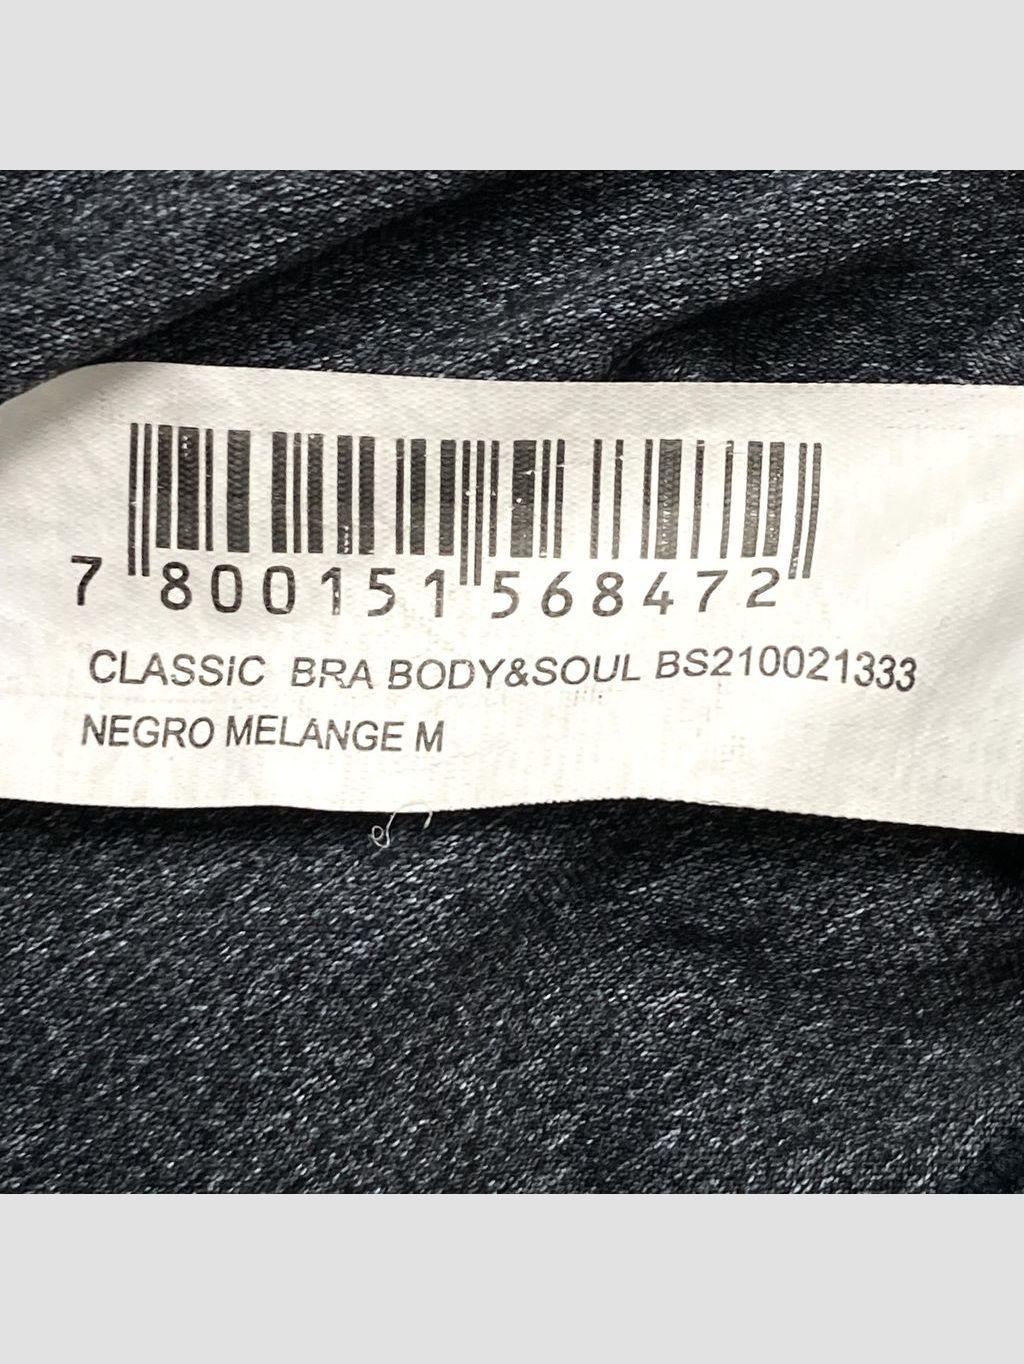 7 800151 568472
CLASSIC BRA BODY&SOUL BS210021333
NEGRO MELANGE M